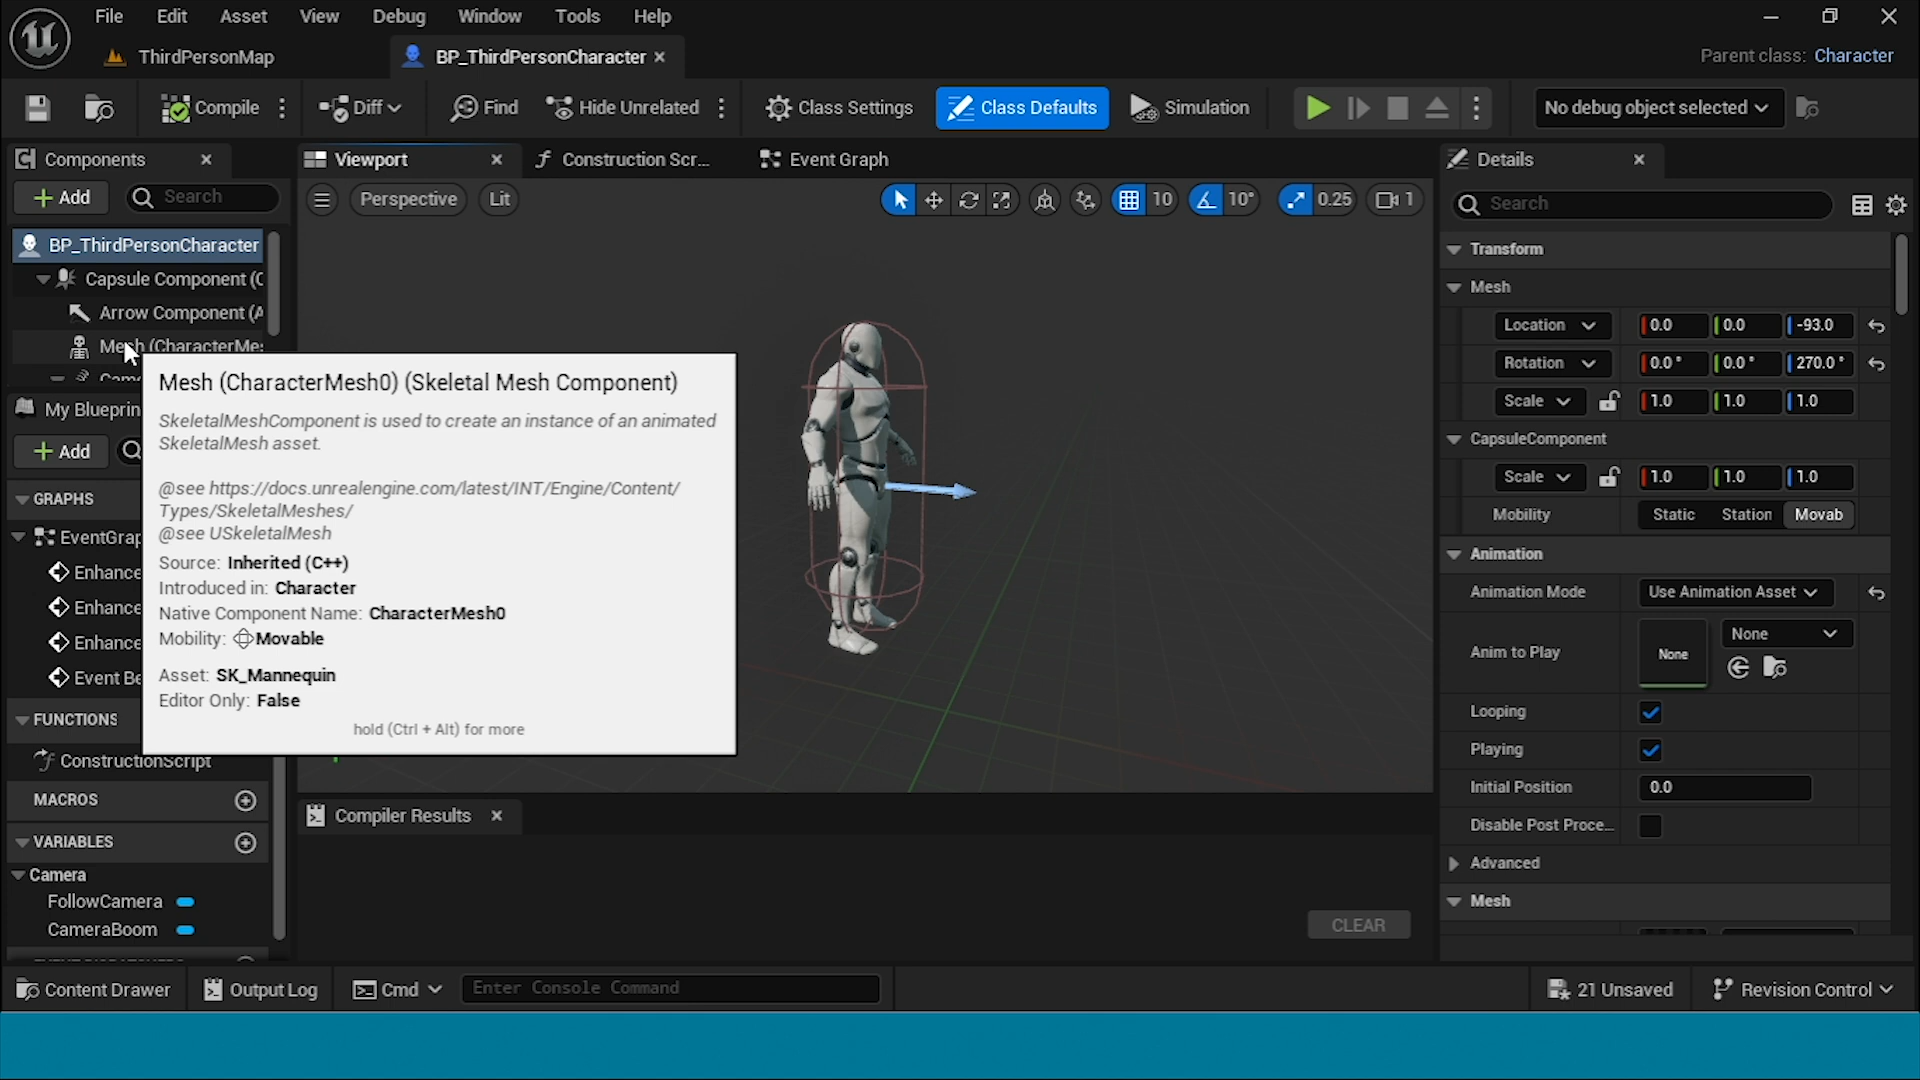 File Edit Asset View Debug Window Tools Help
ThirdPersonMap
BP_ThirdPersonCharacter
Parent class: Character
Compile
Diff
Find
Hide Unrelated
Class Settings
Class Defaults
Simulation
No debug object selected
Components
Add
Search
BP_ThirdPersonCharacter
Capsule Component (C
Arrow Component (A
Mesh (CharacterMe:
My Blueprin
Add
GRAPHS
EventGrap
Enhance
Enhance
Enhance
Event Be
FUNCTIONS
ConstructionScript
MACROS
VARIABLES
Camera
FollowCamera
CameraBoom
Viewport
Construction Scr...
Event Graph
Perspective
Lit
10
10°
0.25
1
Mesh (CharacterMesh0) (Skeletal Mesh Component)
SkeletalMeshComponent is used to create an instance of an animated
SkeletalMesh asset.
@see https://docs.unrealengine.com/latest/INT/Engine/Content/
Types/SkeletalMeshes/
@see USkeletalMesh
Source: Inherited (C++)
Introduced in: Character
Native Component Name: CharacterMesh0
Mobility: Movable
Asset: SK_Mannequin
Editor Only: False
hold (Ctrl + Alt) for more
Compiler Results
CLEAR
Details
Search
Transform
Mesh
Location 0.0 0.0 -93.0
Rotation 0.0° 0.0° 270.0°
Scale 1.0 1.0 1.0
CapsuleComponent
Scale 1.0 1.0 1.0
Mobility Static Station Movab
Animation
Animation Mode Use Animation Asset
Anim to Play None None
Looping
Playing
Initial Position 0.0
Disable Post Proce...
Advanced
Mesh
Content Drawer
Output Log
Cmd
Enter Console Command
21 Unsaved
Revision Control